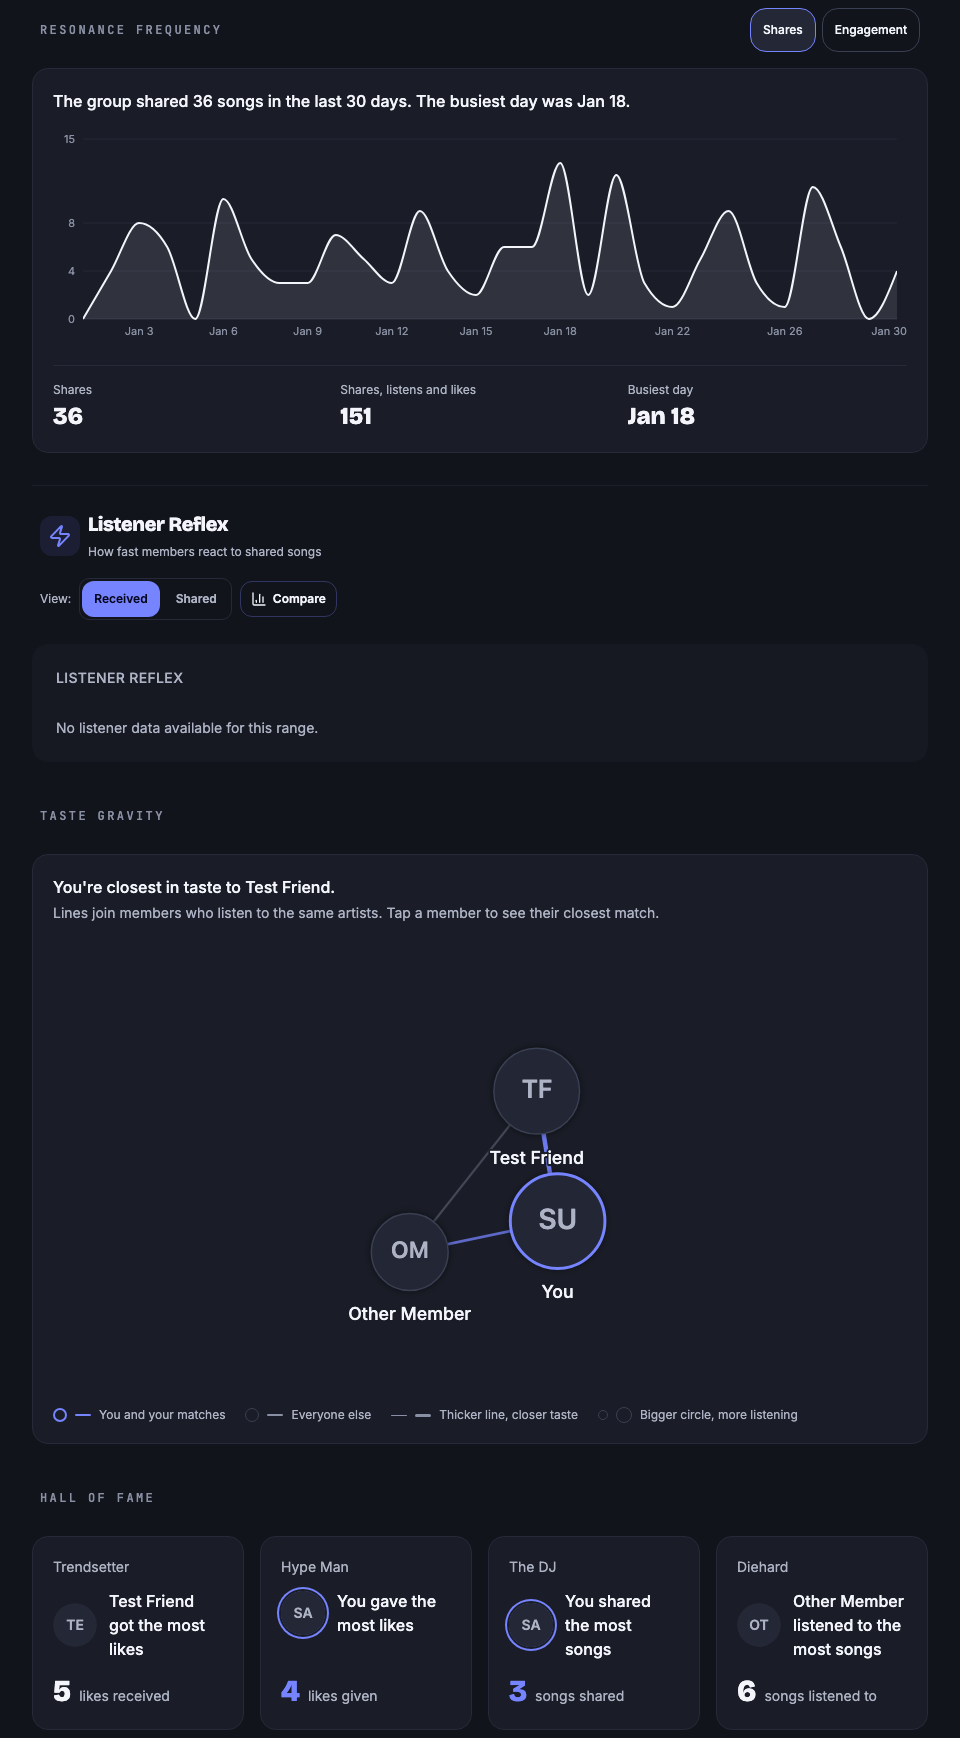 RESONANCE FREQUENCY
Shares
Engagement
The group shared 36 songs in the last 30 days. The busiest day was Jan 18.
15
8
4
0
Jan 3
Jan 6
Jan 9
Jan 12
Jan 15
Jan 18
Jan 22
Jan 26
Jan 30
Shares
36
Shares, listens and likes
151
Busiest day
Jan 18
Listener Reflex
How fast members react to shared songs
View:
Received
Shared
Compare
LISTENER REFLEX
No listener data available for this range.
TASTE GRAVITY
You're closest in taste to Test Friend.
Lines join members who listen to the same artists. Tap a member to see their closest match.
TF
Test Friend
SU
You
OM
Other Member
You and your matches
Everyone else
Thicker line, closer taste
Bigger circle, more listening
HALL OF FAME
Trendsetter
TE
Test Friend
got the most
likes
5 likes received
Hype Man
SA
You gave the
most likes
4 likes given
The DJ
SA
You shared
the most
songs
3 songs shared
Diehard
OT
Other Member
listened to the
most songs
6 songs listened to